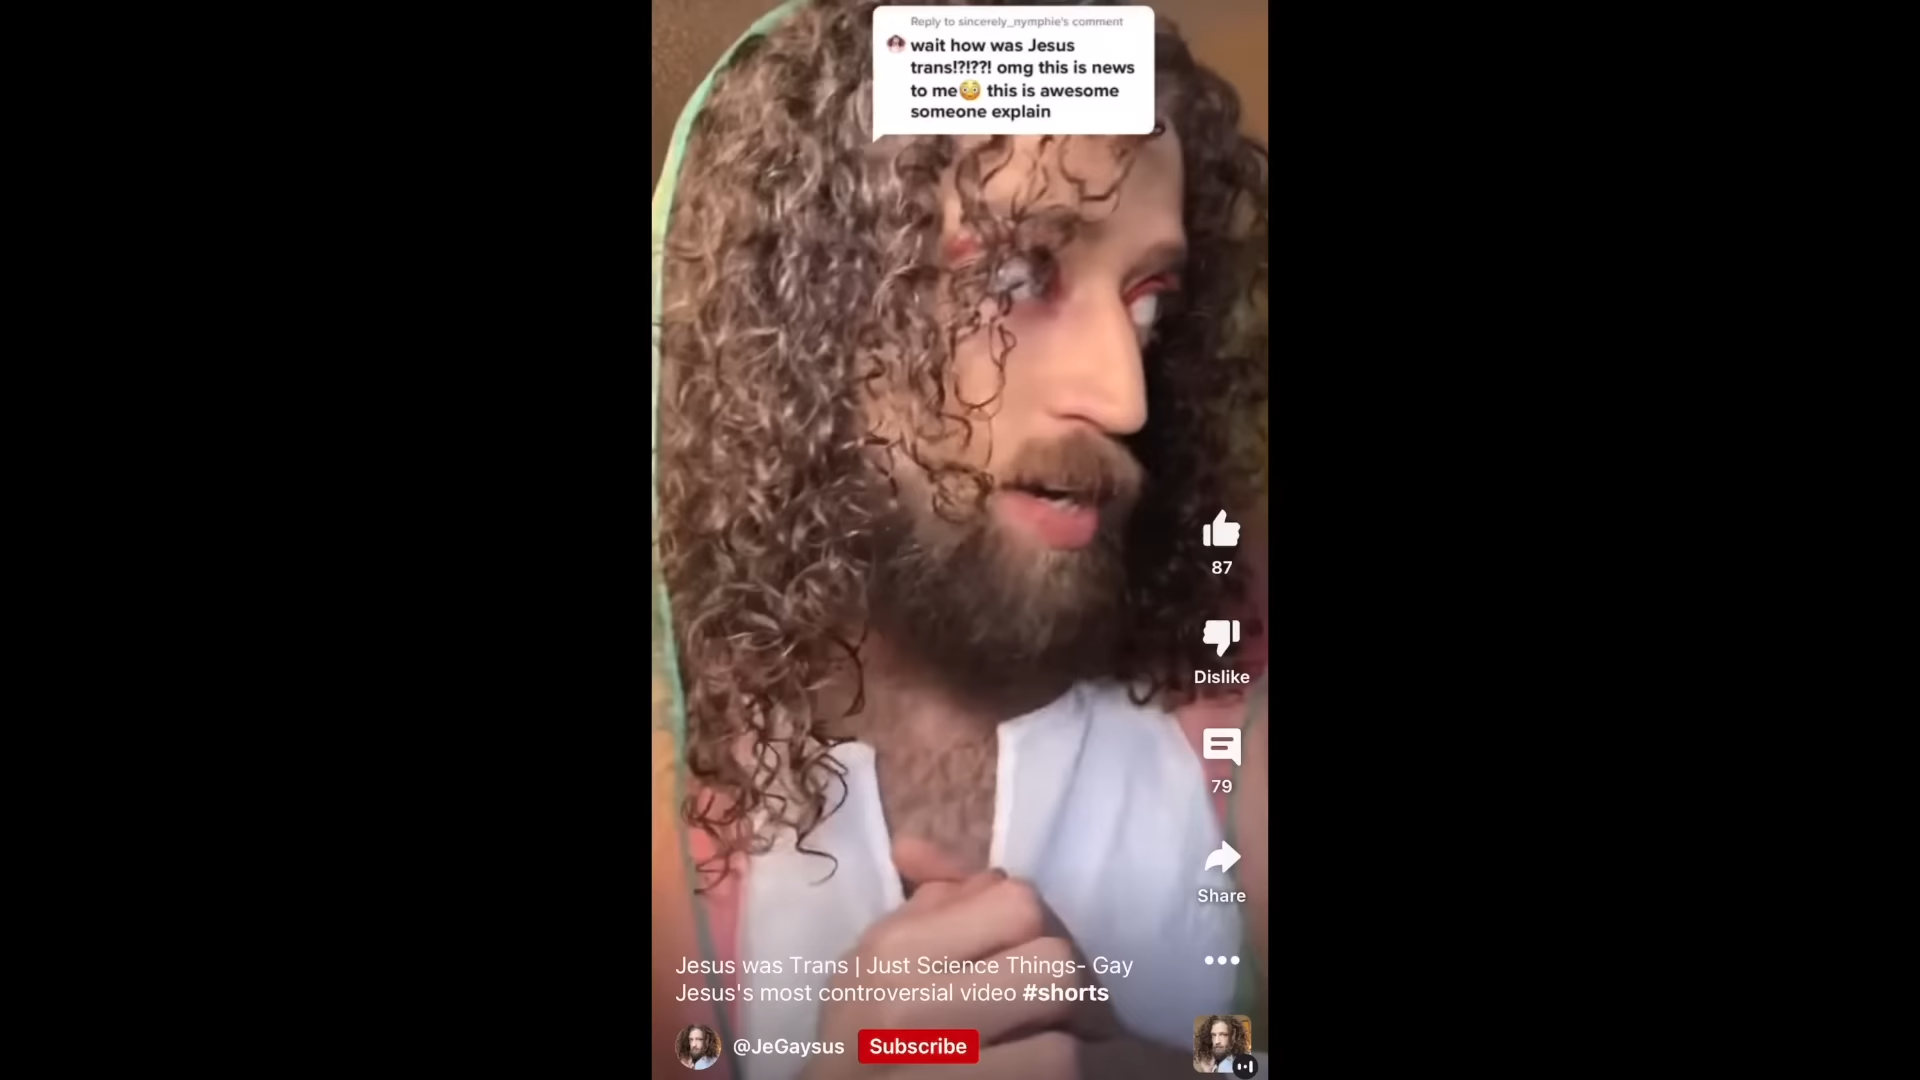 Reply to sincerely_nymphie's comment
wait how was Jesus
trans!?!??! omg this is news
to me😳 this is awesome
someone explain
87
Dislike
79
Share
Jesus was Trans | Just Science Things- Gay
Jesus's most controversial video #shorts
@JeGaysus Subscribe